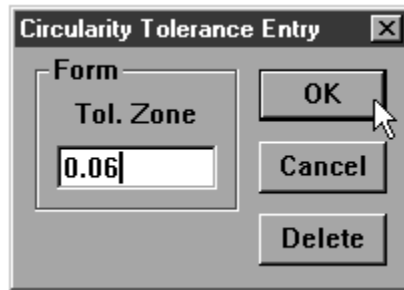 Circularity Tolerance Entry
Form
Tol. Zone
0.06
OK
Cancel
Delete